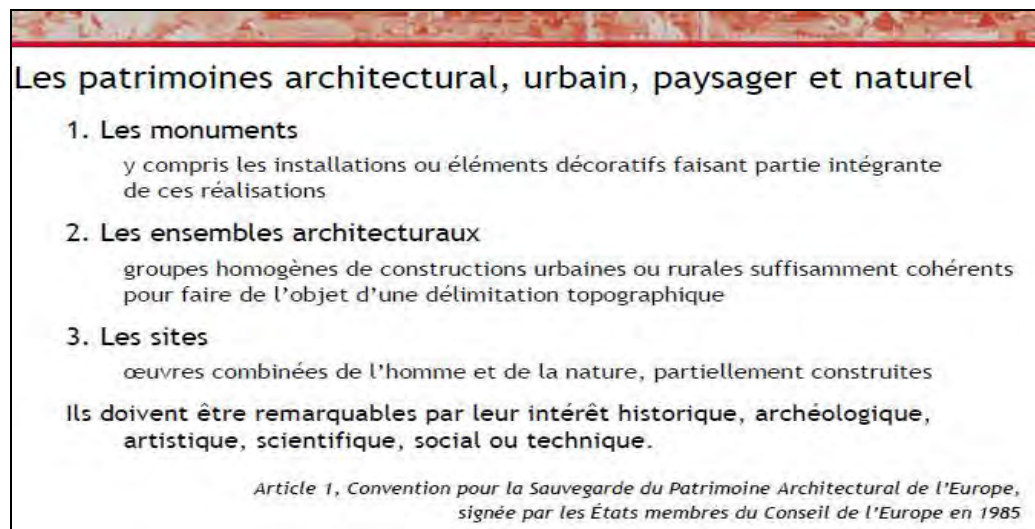 Les patrimoines architectural, urbain, paysager et naturel
1. Les monuments
y compris les installations ou éléments décoratifs faisant partie intégrante
de ces réalisations
2. Les ensembles architecturaux
groupes homogènes de constructions urbaines ou rurales suffisamment cohérents
pour faire de l'objet d'une délimitation topographique
3. Les sites
œuvres combinées de l'homme et de la nature, partiellement construites
Ils doivent être remarquables par leur intérêt historique, archéologique,
artistique, scientifique, social ou technique.
Article 1, Convention pour la Sauvegarde du Patrimoine Architectural de l'Europe,
signée par les États membres du Conseil de l'Europe en 1985